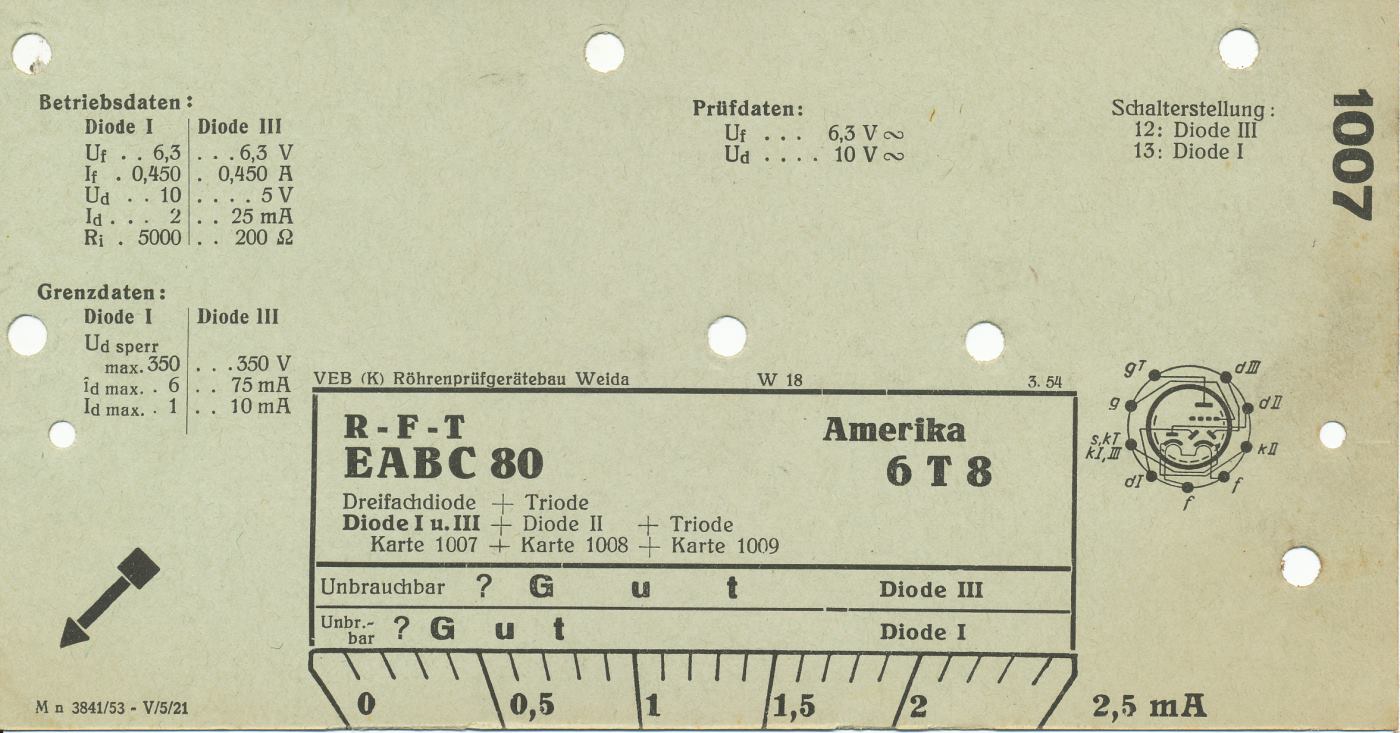 Betriebsdaten:
Diode I Diode III
Uf . . 6,3 . . . 6,3 V
If . 0,450 . 0,450 A
Ud . . 10 . . . . 5 V
Id . . . 2 . . 25 mA
Ri . 5000 . . 200 Ω
Grenzdaten:
Diode I Diode III
Ud sperr
max. 350 . . . 350 V
îd max. . 6 . . 75 mA
Id max. . 1 . . 10 mA
Prüfdaten:
Uf . . . 6,3 V ∞
Ud . . . . 10 V ∞
Schalterstellung:
12: Diode III
13: Diode I
1007
VEB (K) Röhrenprüfgerätebau Weida W 18 3. 54
R - F - T Amerika
EABC 80 6 T 8
Dreifachdiode + Triode
Diode I u. III + Diode II + Triode
Karte 1007 + Karte 1008 + Karte 1009
Unbrauchbar ? G u t Diode III
Unbr.-
bar ? G u t Diode I
0 0,5 1 1,5 2 2,5 mA
gT dIII
g dII
s,kT
kI,III kII
dI f
f
M n 3841/53 - V/5/21